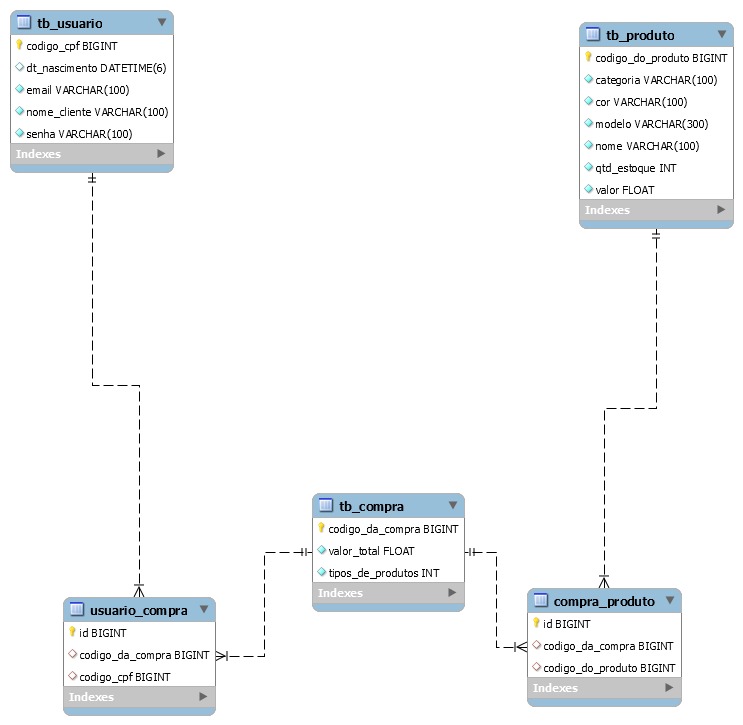 tb_usuario
codigo_cpf BIGINT
dt_nascimento DATETIME(6)
email VARCHAR(100)
nome_cliente VARCHAR(100)
senha VARCHAR(100)
Indexes
tb_produto
codigo_do_produto BIGINT
categoria VARCHAR(100)
cor VARCHAR(100)
modelo VARCHAR(300)
nome VARCHAR(100)
qtd_estoque INT
valor FLOAT
Indexes
tb_compra
codigo_da_compra BIGINT
valor_total FLOAT
tipos_de_produtos INT
Indexes
usuario_compra
id BIGINT
codigo_da_compra BIGINT
codigo_cpf BIGINT
Indexes
compra_produto
id BIGINT
codigo_da_compra BIGINT
codigo_do_produto BIGINT
Indexes